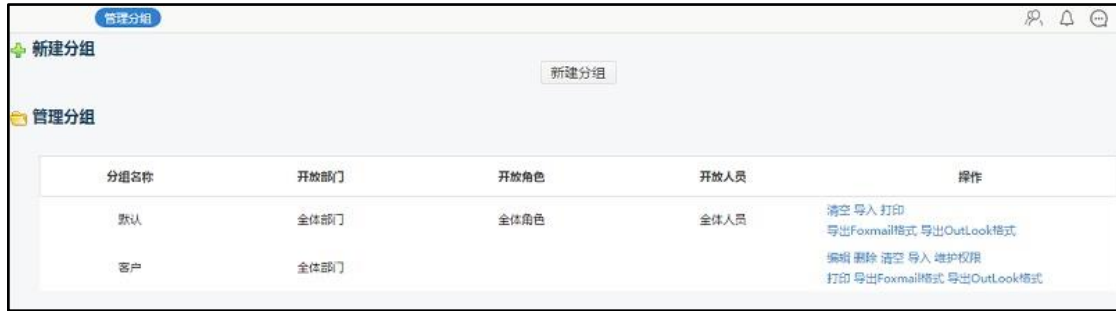 管理分组
新建分组
新建分组
管理分组
分组名称 开放部门 开放角色 开放人员 操作
默认 全体部门 全体角色 全体人员 清空 导入 打印
导出Foxmail格式 导出OutLook格式
客户 全体部门 编辑 删除 清空 导入 维护权限
打印 导出Foxmail格式 导出OutLook格式